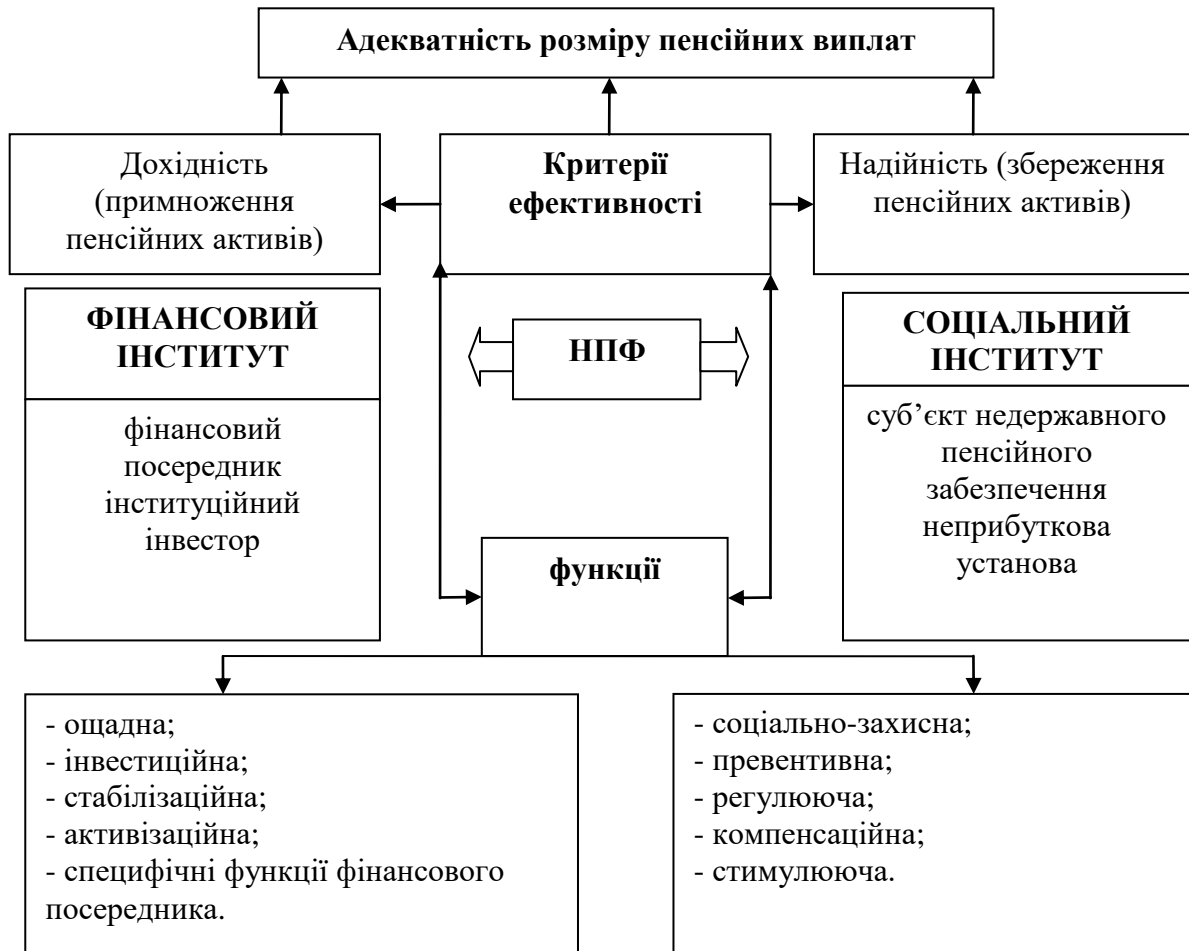 Адекватність розміру пенсійних виплат
Дохідність
(примноження
пенсійних активів)
Критерії
ефективності
Надійність (збереження
пенсійних активів)
ФІНАНСОВИЙ
ІНСТИТУТ
фінансовий
посередник
інституційний
інвестор
НПФ
СОЦІАЛЬНИЙ
ІНСТИТУТ
суб’єкт недержавного
пенсійного
забезпечення
неприбуткова
установа
функції
- ощадна;
- інвестиційна;
- стабілізаційна;
- активізаційна;
- специфічні функції фінансового
посередника.
- соціально-захисна;
- превентивна;
- регулююча;
- компенсаційна;
- стимулююча.